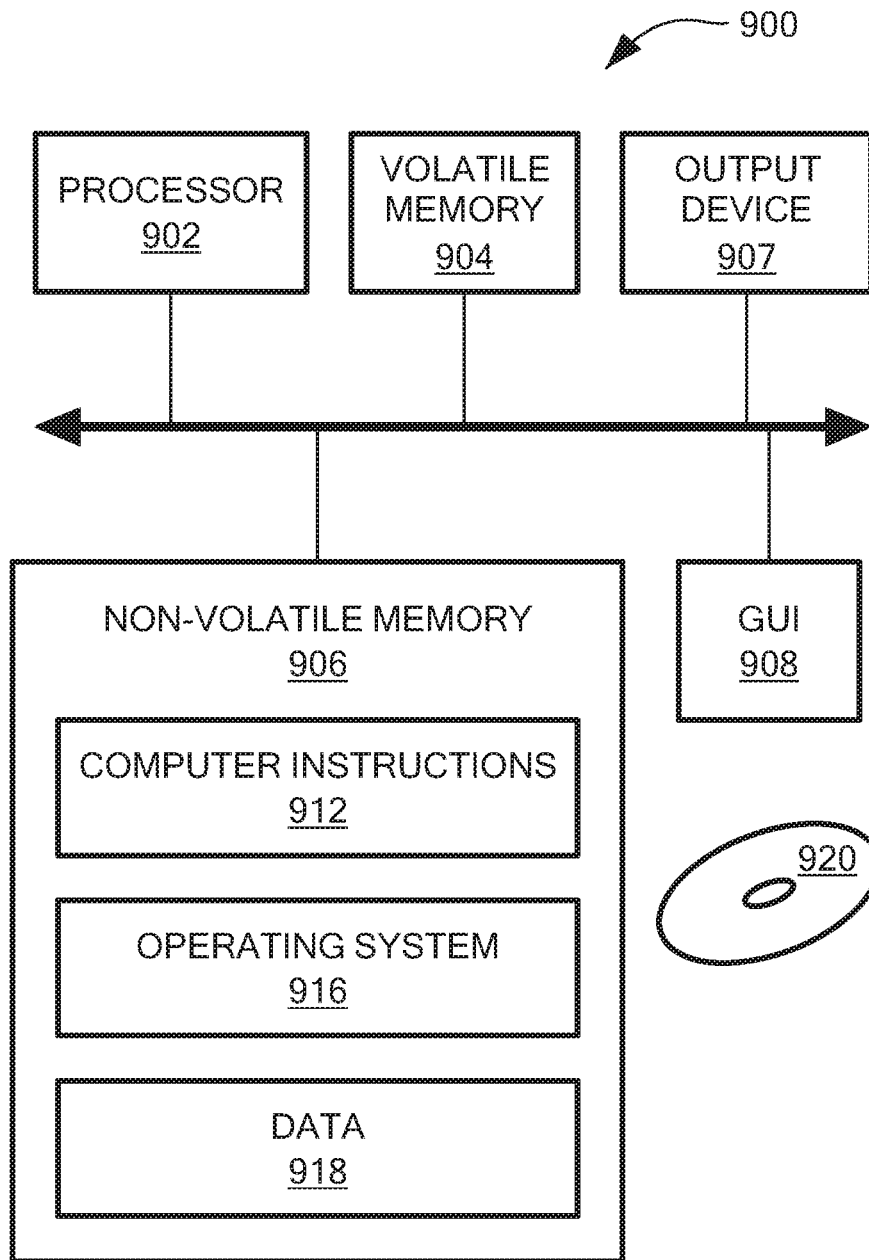 900
PROCESSOR
902
VOLATILE
MEMORY
904
OUTPUT
DEVICE
907
NON-VOLATILE MEMORY
906
COMPUTER INSTRUCTIONS
912
OPERATING SYSTEM
916
DATA
918
GUI
908
920